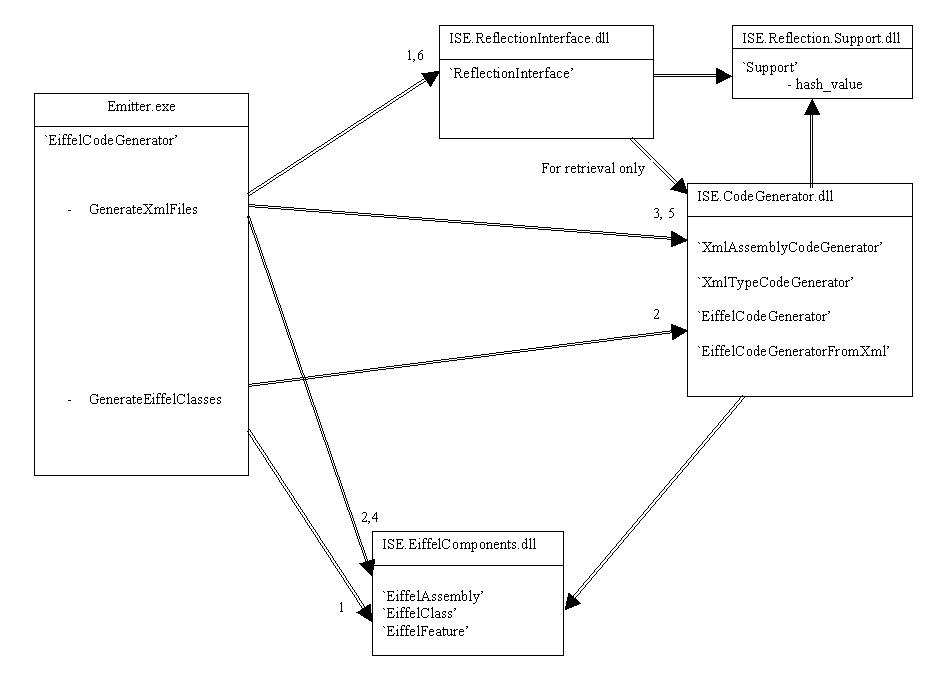 ISE.ReflectionInterface.dll
`ReflectionInterface’
ISE.Reflection.Support.dll
`Support’
- hash_value
1,6
Emitter.exe
`EiffelCodeGenerator’
- GenerateXmlFiles
- GenerateEiffelClasses
For retrieval only
3, 5
2
ISE.CodeGenerator.dll
`XmlAssemblyCodeGenerator’
`XmlTypeCodeGenerator’
`EiffelCodeGenerator’
`EiffelCodeGeneratorFromXml’
2,4
1
ISE.EiffelComponents.dll
`EiffelAssembly’
`EiffelClass’
`EiffelFeature’